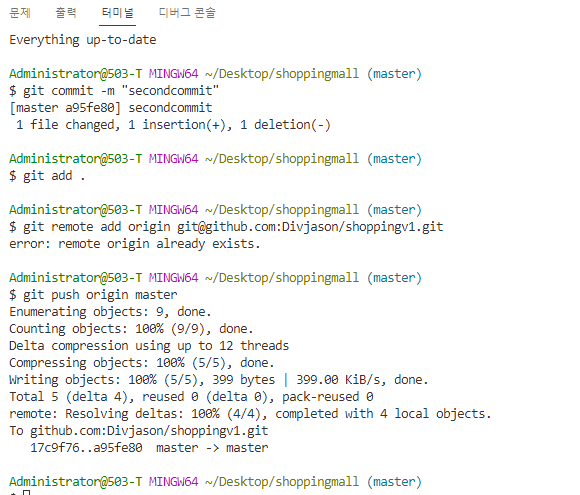 문제 출력 터미널 디버그 콘솔
Everything up-to-date
Administrator@503-T MINGW64 ~/Desktop/shoppingmall (master)
$ git commit -m "secondcommit"
[master a95fe80] secondcommit
 1 file changed, 1 insertion(+), 1 deletion(-)
Administrator@503-T MINGW64 ~/Desktop/shoppingmall (master)
$ git add .
Administrator@503-T MINGW64 ~/Desktop/shoppingmall (master)
$ git remote add origin git@github.com:Divjason/shoppingv1.git
error: remote origin already exists.
Administrator@503-T MINGW64 ~/Desktop/shoppingmall (master)
$ git push origin master
Enumerating objects: 9, done.
Counting objects: 100% (9/9), done.
Delta compression using up to 12 threads
Compressing objects: 100% (5/5), done.
Writing objects: 100% (5/5), 399 bytes | 399.00 KiB/s, done.
Total 5 (delta 4), reused 0 (delta 0), pack-reused 0
remote: Resolving deltas: 100% (4/4), completed with 4 local objects.
To github.com:Divjason/shoppingv1.git
   17c9f76..a95fe80  master -> master
Administrator@503-T MINGW64 ~/Desktop/shoppingmall (master)
$